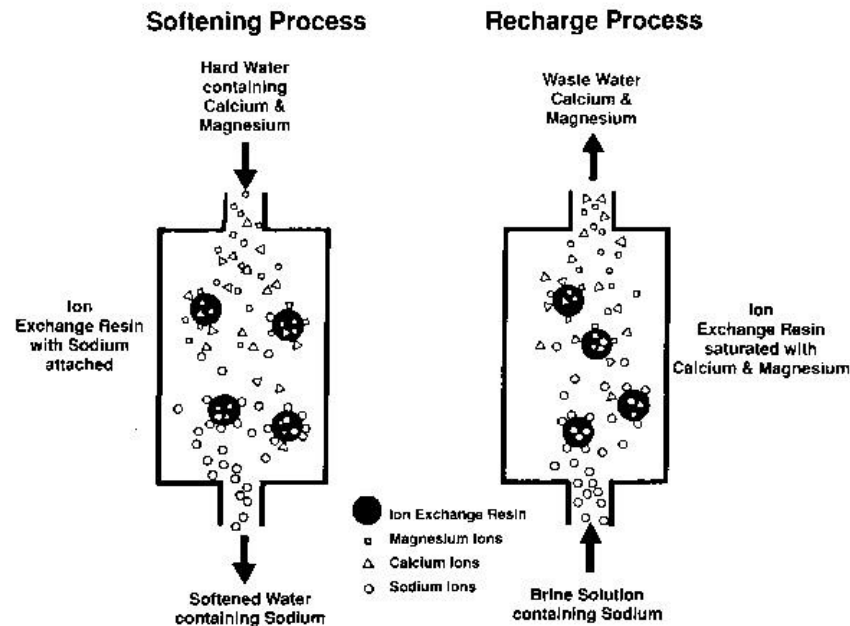 Softening Process
Hard Water
containing
Calcium &
Magnesium
Ion
Exchange Resin
with Sodium
attached
Softened Water
containing Sodium
Recharge Process
Waste Water
Calcium &
Magnesium
Ion
Exchange Resin
saturated with
Calcium & Magnesium
Brine Solution
containing Sodium
Ion Exchange Resin
Magnesium Ions
Calcium Ions
Sodium Ions